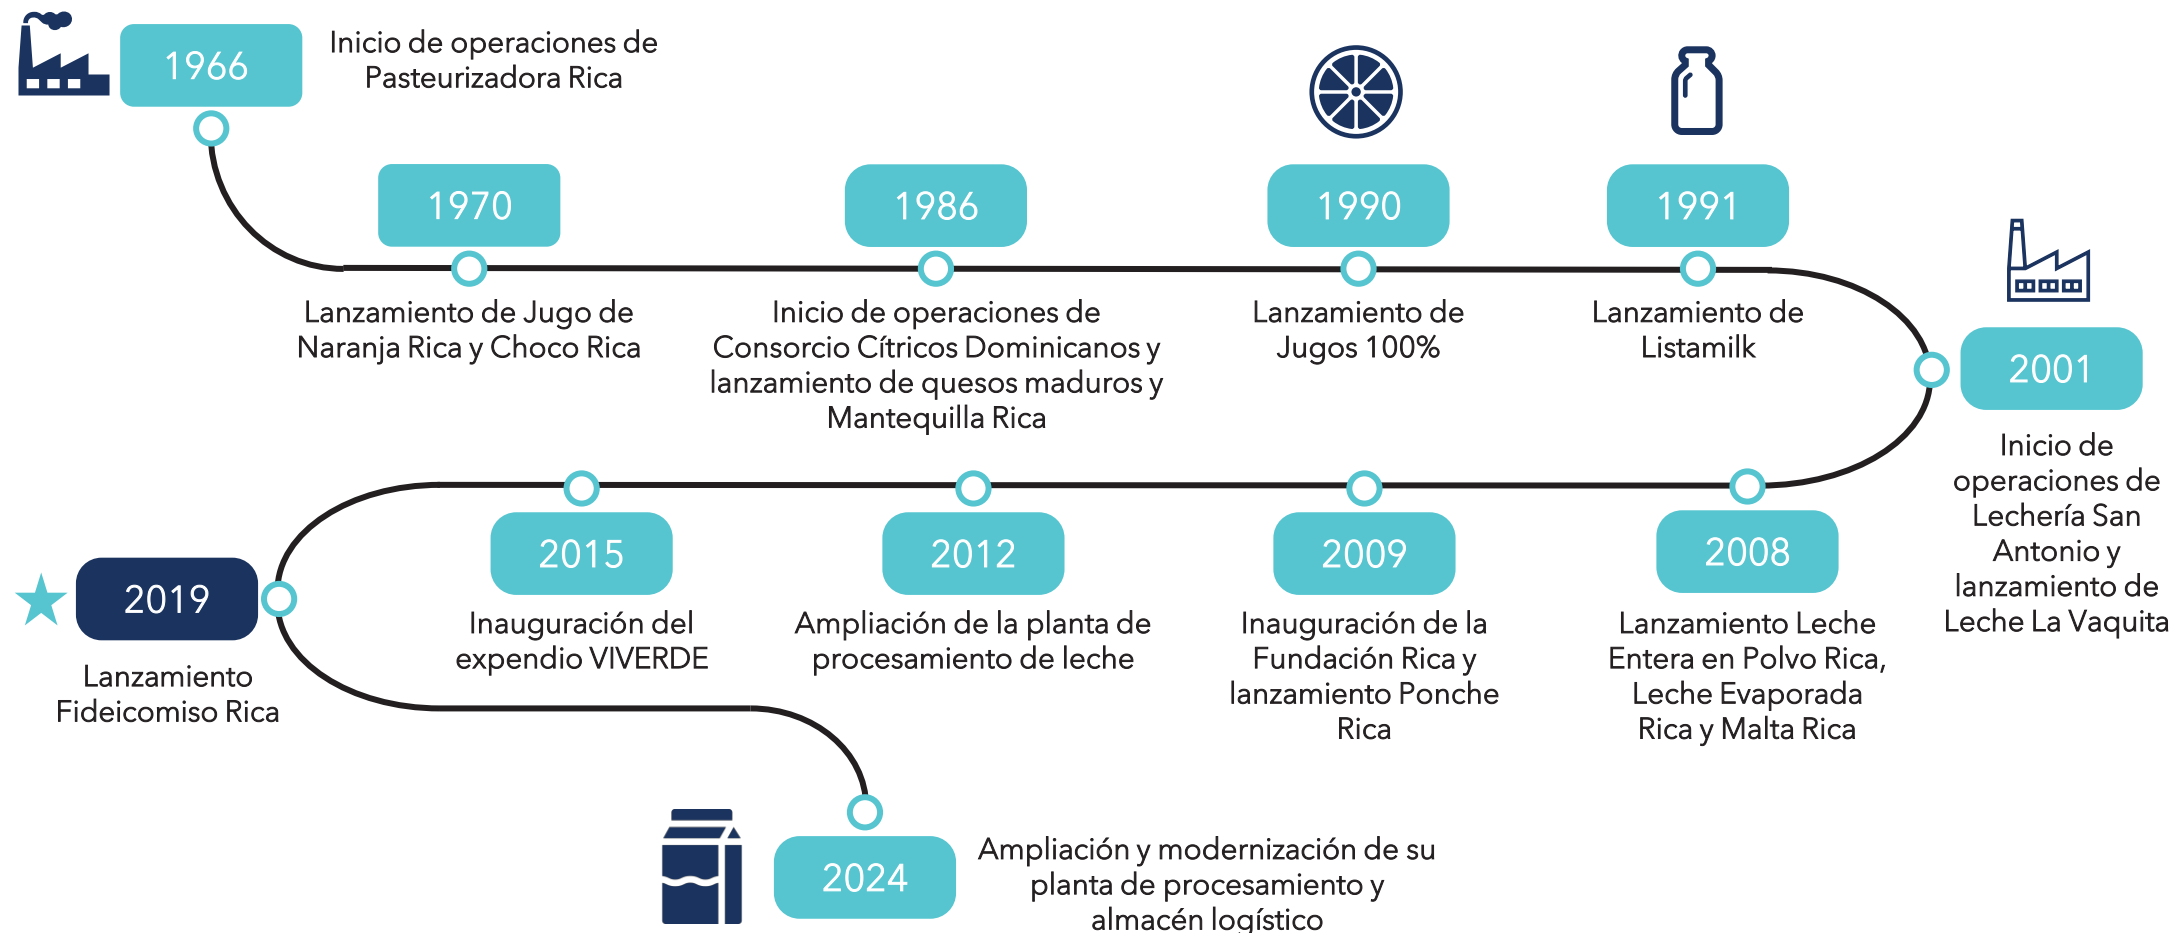 1966
Inicio de operaciones de
Pasteurizadora Rica
1970
Lanzamiento de Jugo de
Naranja Rica y Choco Rica
1986
Inicio de operaciones de
Consorcio Cítricos Dominicanos y
lanzamiento de quesos maduros y
Mantequilla Rica
1990
Lanzamiento de
Jugos 100%
1991
Lanzamiento de
Listamilk
2001
Inicio de
operaciones de
Lechería San
Antonio y
lanzamiento de
Leche La Vaquita
2008
Lanzamiento Leche
Entera en Polvo Rica,
Leche Evaporada
Rica y Malta Rica
2009
Inauguración de la
Fundación Rica y
lanzamiento Ponche
Rica
2012
Ampliación de la planta de
procesamiento de leche
2015
Inauguración del
expendio VIVERDE
2019
Lanzamiento
Fideicomiso Rica
2024
Ampliación y modernización de su
planta de procesamiento y
almacén logístico